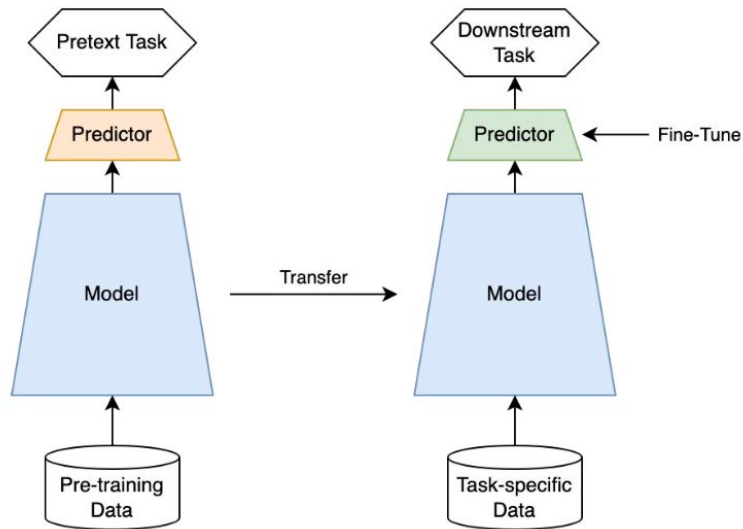 Pretext Task
Downstream
Task
Predictor
Predictor
Fine-Tune
Model
Transfer
Model
Pre-training
Data
Task-specific
Data